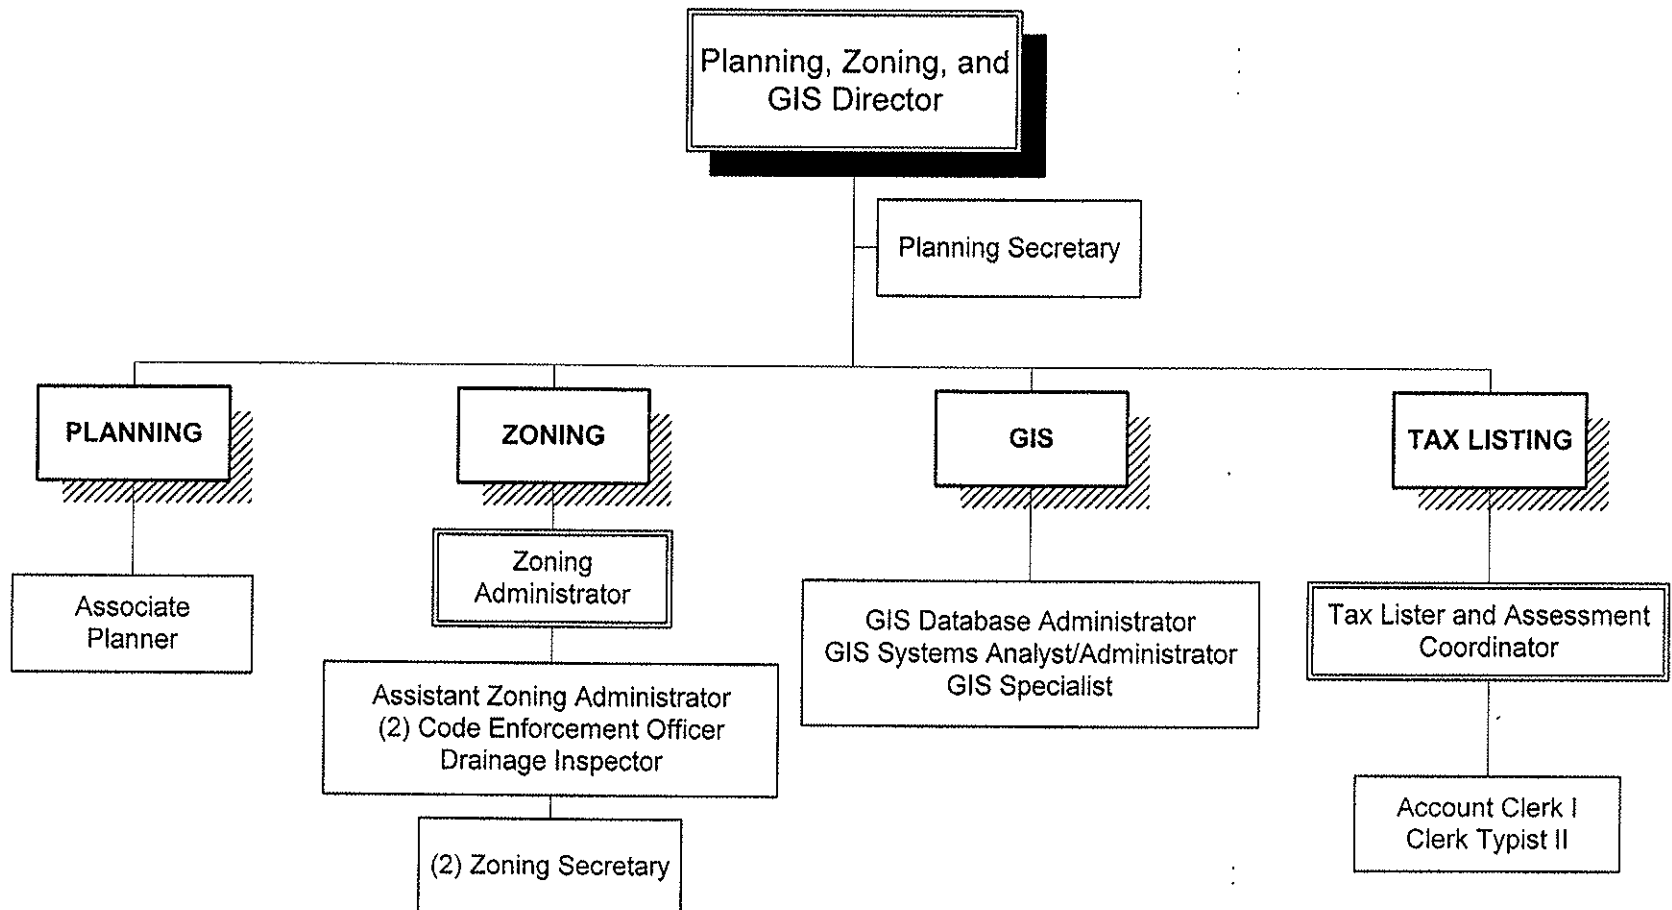 Planning, Zoning, and
GIS Director
Planning Secretary
PLANNING
ZONING
GIS
TAX LISTING
Associate
Planner
Zoning
Administrator
Assistant Zoning Administrator
(2) Code Enforcement Officer
Drainage Inspector
(2) Zoning Secretary
GIS Database Administrator
GIS Systems Analyst/Administrator
GIS Specialist
Tax Lister and Assessment
Coordinator
Account Clerk I
Clerk Typist II